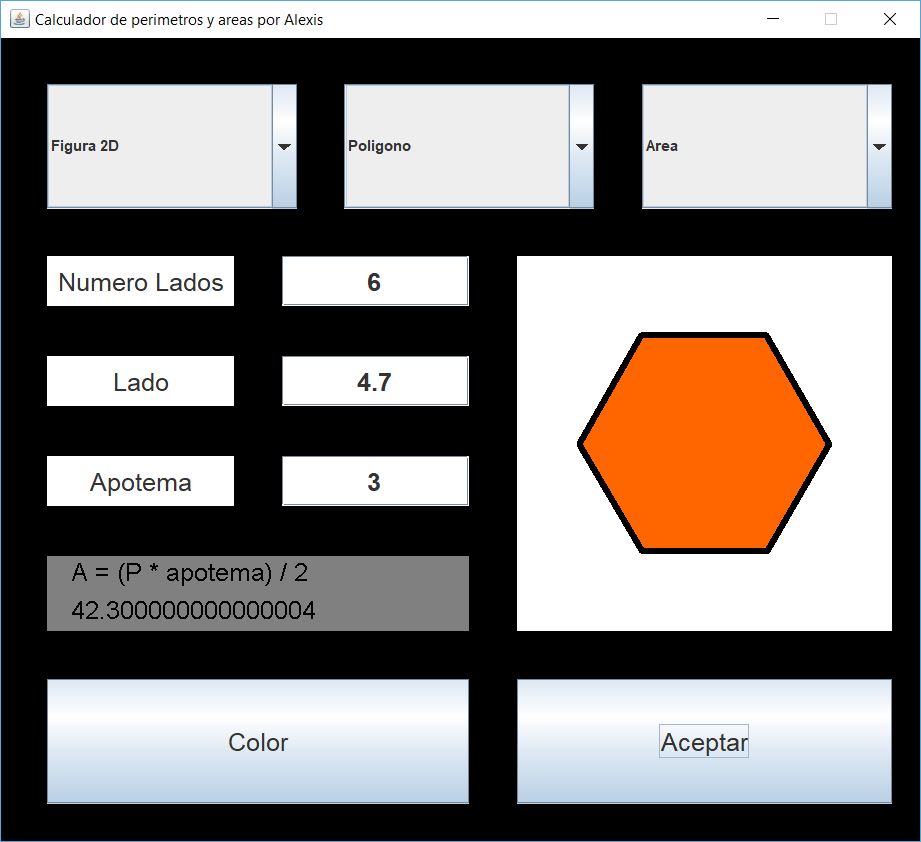 Calculador de perimetros y areas por Alexis
Figura 2D
Poligono
Area
Numero Lados
6
Lado
4.7
Apotema
3
A = (P * apotema) / 2
42.300000000000004
Color
Aceptar